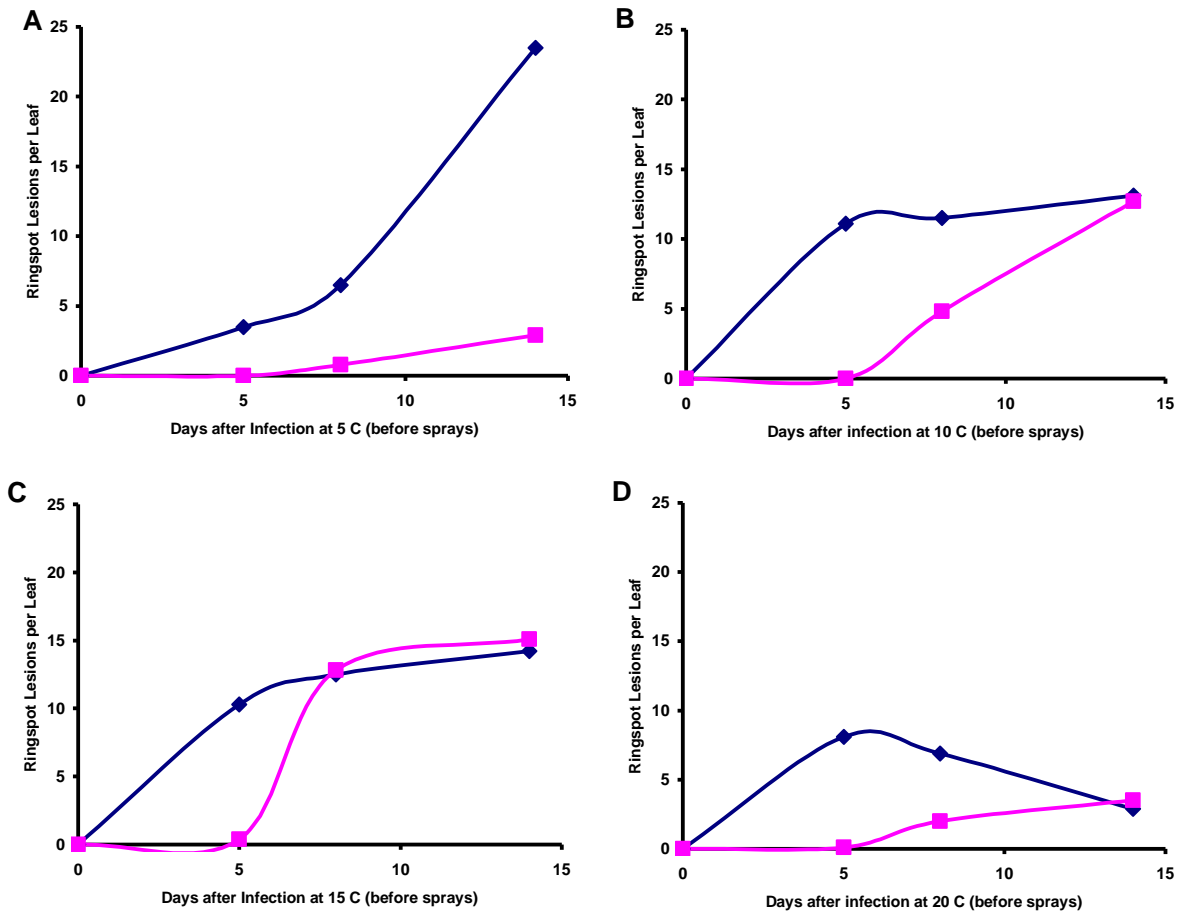 A
25
20
15
10
5
0
Ringspot Lesions per Leaf
0 5 10 15
Days after Infection at 5 C (before sprays)
B
25
20
15
10
5
0
Ringspot Lesions per Leaf
0 5 10 15
Days after infection at 10 C (before sprays)
C
25
20
15
10
5
0
Ringspot Lesions per Leaf
0 5 10 15
Days after Infection at 15 C (before sprays)
D
25
20
15
10
5
0
Ringspot Lesions per Leaf
0 5 10 15
Days after infection at 20 C (before sprays)